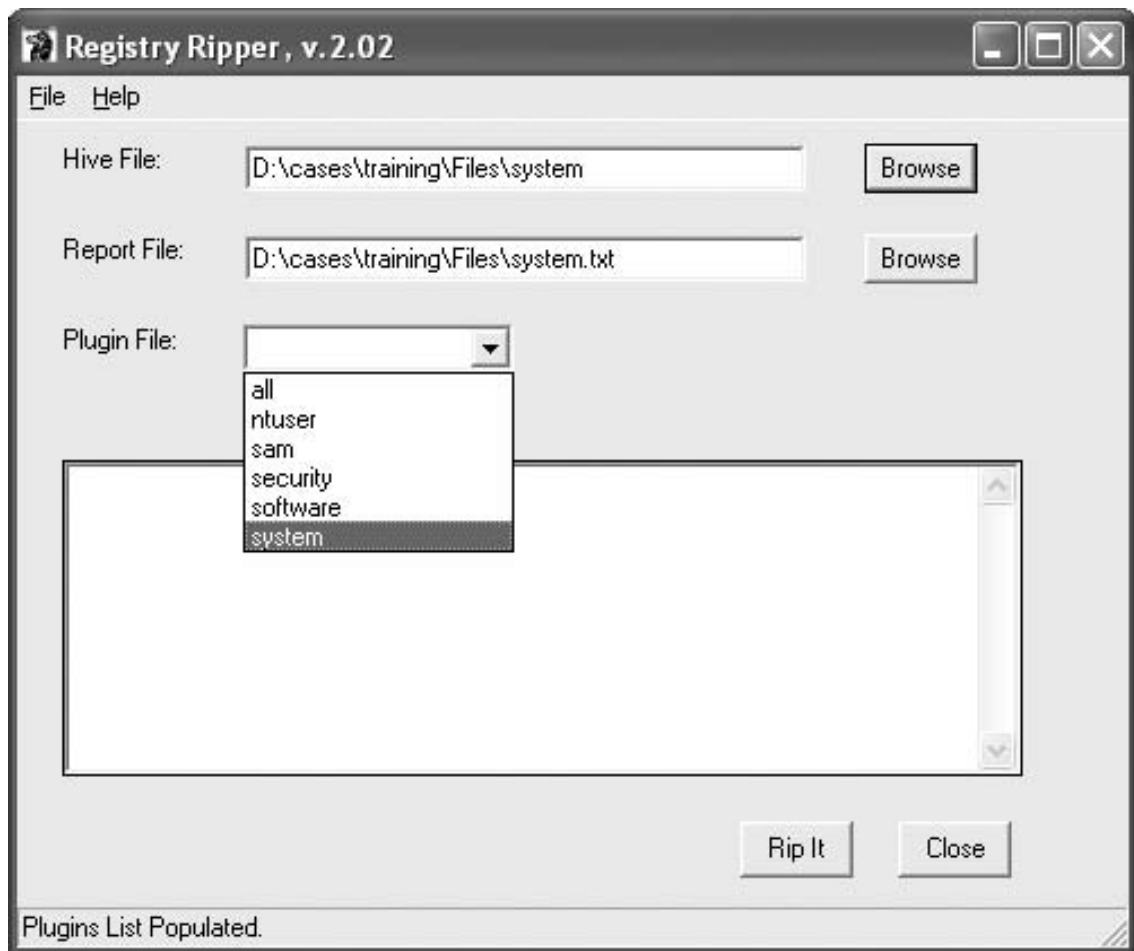 Registry Ripper, v.2.02
File Help
Hive File: D:\cases\training\Files\system Browse
Report File: D:\cases\training\Files\system.txt Browse
Plugin File:
all
ntuser
sam
security
software
system
Rip It Close
Plugins List Populated.